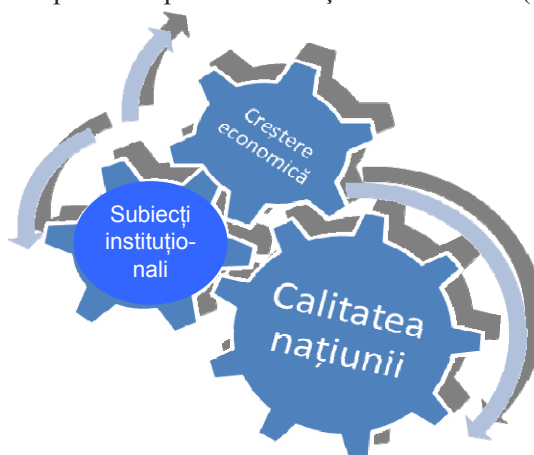 Creștere
economică
Subiecți
instituțio-
nali
Calitatea
națiunii